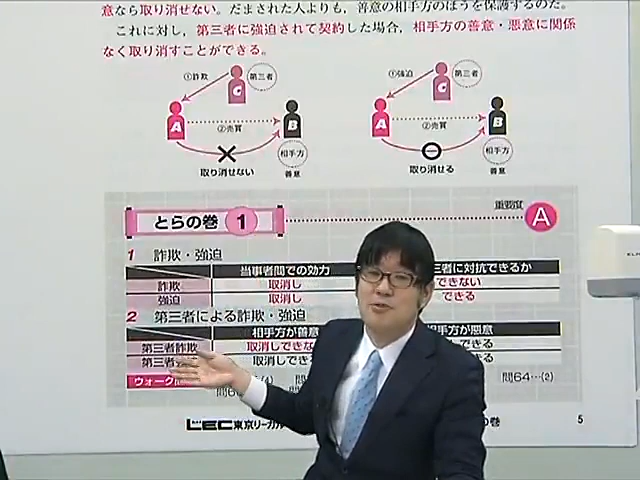 意なら取り消せない。だまされた人よりも、善意の相手方のほうを保護するのだ。
これに対し、第三者に強迫されて契約した場合、相手方の善意・悪意に関係
なく取り消すことができる。
①詐欺 C 第三者
A ②売買 B
相手方
取り消せない 善意
①強迫 C 第三者
A ②売買 B
相手方
取り消せる 善意
とらの巻 1 重要度 A
1 詐欺・強迫
当事者間での効力 三者に対抗できるか
詐欺 取消し できない
強迫 取消し できる
2 第三者による詐欺・強迫
相手方が善意 相手方が悪意
第三者詐欺 取消しできな できる
第三者 取消しでき できる
ウォーク問 問64…(2)
LEC東京リーガル の巻 5